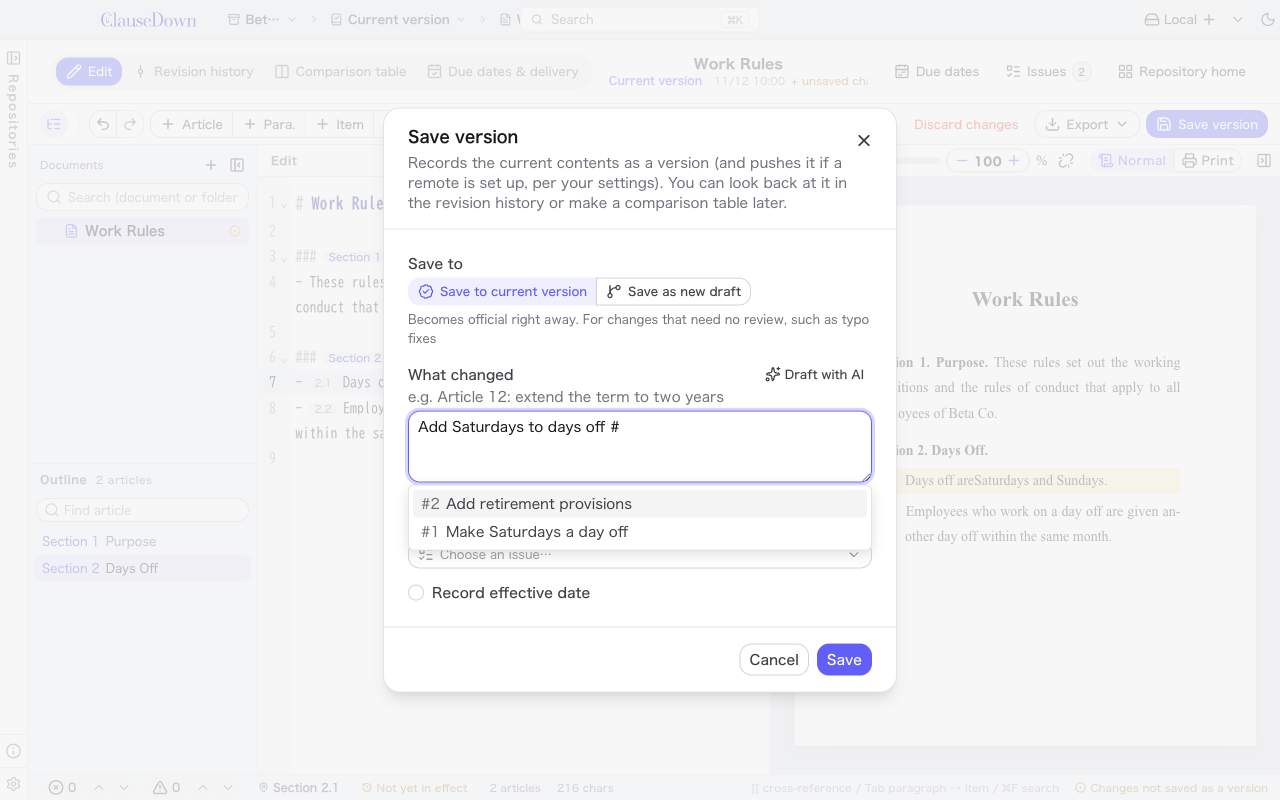 ClauseDown Bet··· Current version Search ⌘K Local
Edit Revision history Comparison table Due dates & delivery Work Rules Due dates Issues 2 Repository home
Current version 11/12 10:00 + unsaved
Repositories
Article Para. Item Discard changes Export Save version
Documents
Edit
100 % Normal Print
Search (document or folder
Work Rules
1 # Work Rule
2
3 ### Section 1
4 – These rules
conduct that
5
6 ### Section 2
7 – 2.1 Days
8 – 2.2 Employ
within the sa
9
Outline 2 articles
Find article
Section 1 Purpose
Section 2 Days Off
Save version
Records the current contents as a version (and pushes it if a
remote is set up, per your settings). You can look back at it in
the revision history or make a comparison table later.
Save to
Save to current version Save as new draft
Becomes official right away. For changes that need no review, such as typo
fixes
What changed Draft with AI
e.g. Article 12: extend the term to two years
Add Saturdays to days off #
#2 Add retirement provisions
#1 Make Saturdays a day off
Choose an issue···
Record effective date
Cancel Save
Work Rules
ion 1. Purpose. These rules set out the working
itions and the rules of conduct that apply to all
oyees of Beta Co.
ion 2. Days Off.
Days off areSaturdays and Sundays.
Employees who work on a day off are given an-
other day off within the same month.
0 0 Section 2.1 Not yet in effect 2 articles 216 chars [[ cross-reference / Tab paragraph → Item / ⌘F search Changes not saved as a version